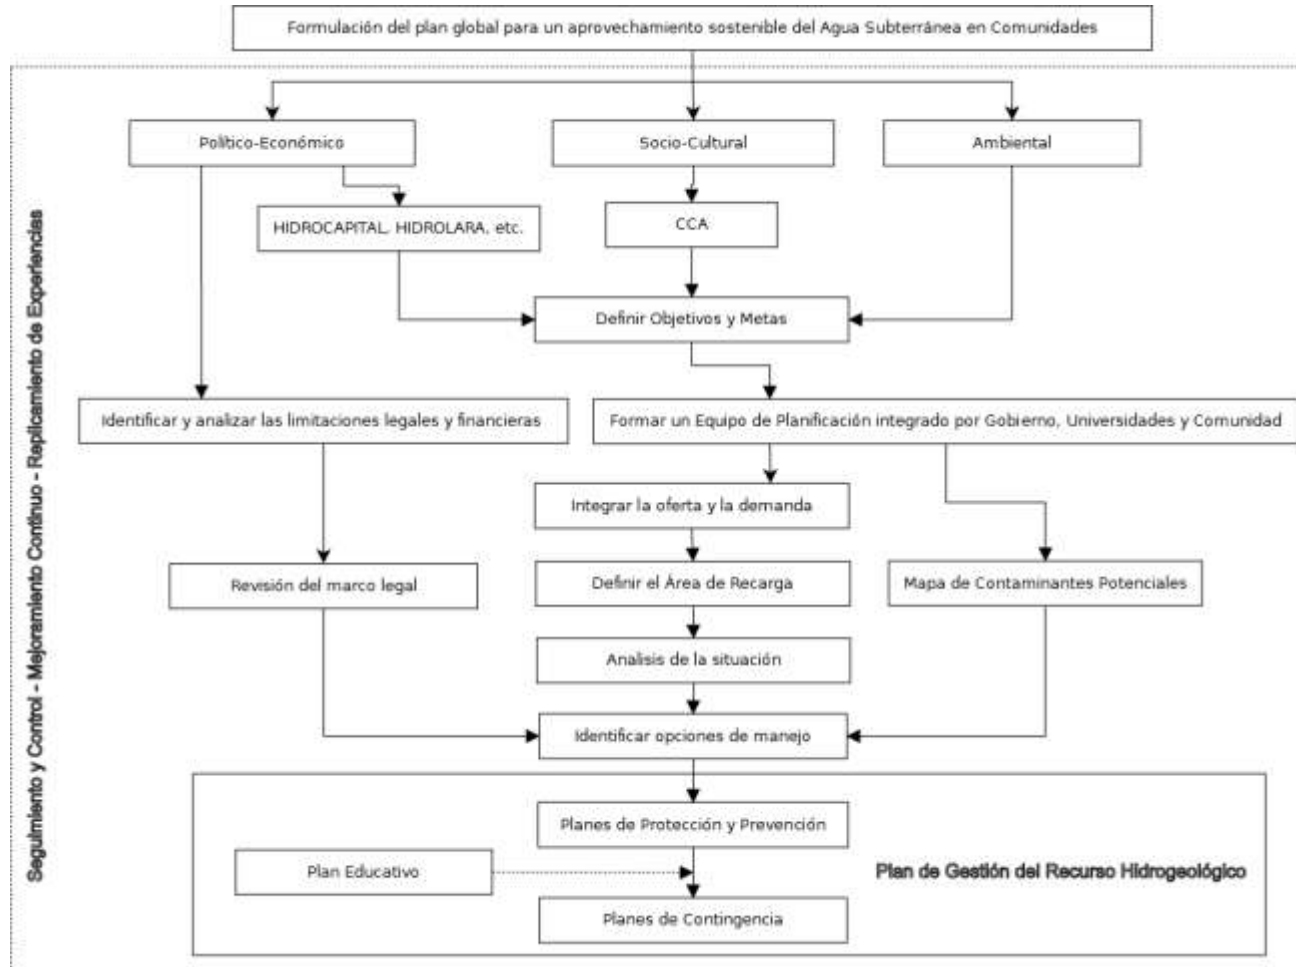 Formulación del plan global para un aprovechamiento sostenible del Agua Subterránea en Comunidades
Político-Económico
Socio-Cultural
Ambiental
HIDROCAPITAL, HIDROLARA, etc.
CCA
Definir Objetivos y Metas
Identificar y analizar las limitaciones legales y financieras
Formar un Equipo de Planificación integrado por Gobierno, Universidades y Comunidad
Integrar la oferta y la demanda
Revisión del marco legal
Definir el Área de Recarga
Mapa de Contaminantes Potenciales
Analisis de la situación
Identificar opciones de manejo
Planes de Protección y Prevención
Plan Educativo
Plan de Gestión del Recurso Hidrogeológico
Planes de Contingencia
Seguimiento y Control - Mejoramiento Continuo - Replicamiento de Experiencias